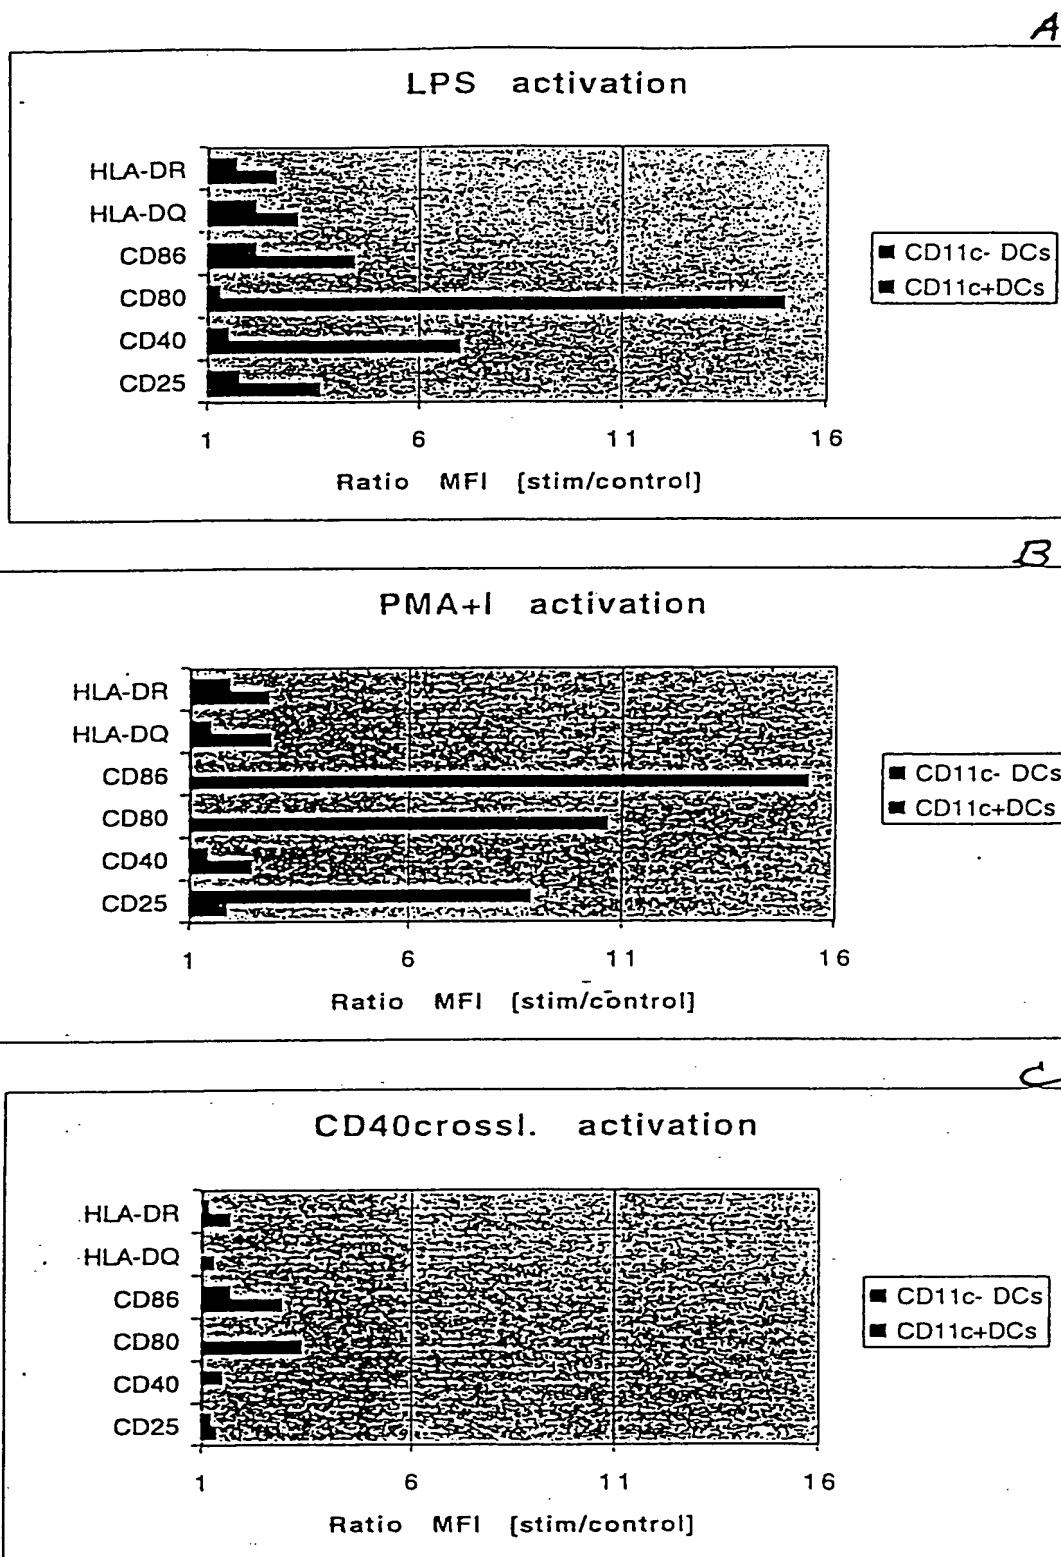 A
LPS activation
HLA-DR
HLA-DQ
CD86
CD80
CD40
CD25
1 6 11 16
Ratio MFI [stim/control]
CD11c- DCs
CD11c+DCs
B
PMA+I activation
HLA-DR
HLA-DQ
CD86
CD80
CD40
CD25
1 6 11 16
Ratio MFI [stim/control]
CD11c- DCs
CD11c+DCs
C
CD40crossl. activation
HLA-DR
HLA-DQ
CD86
CD80
CD40
CD25
1 6 11 16
Ratio MFI [stim/control]
CD11c- DCs
CD11c+DCs